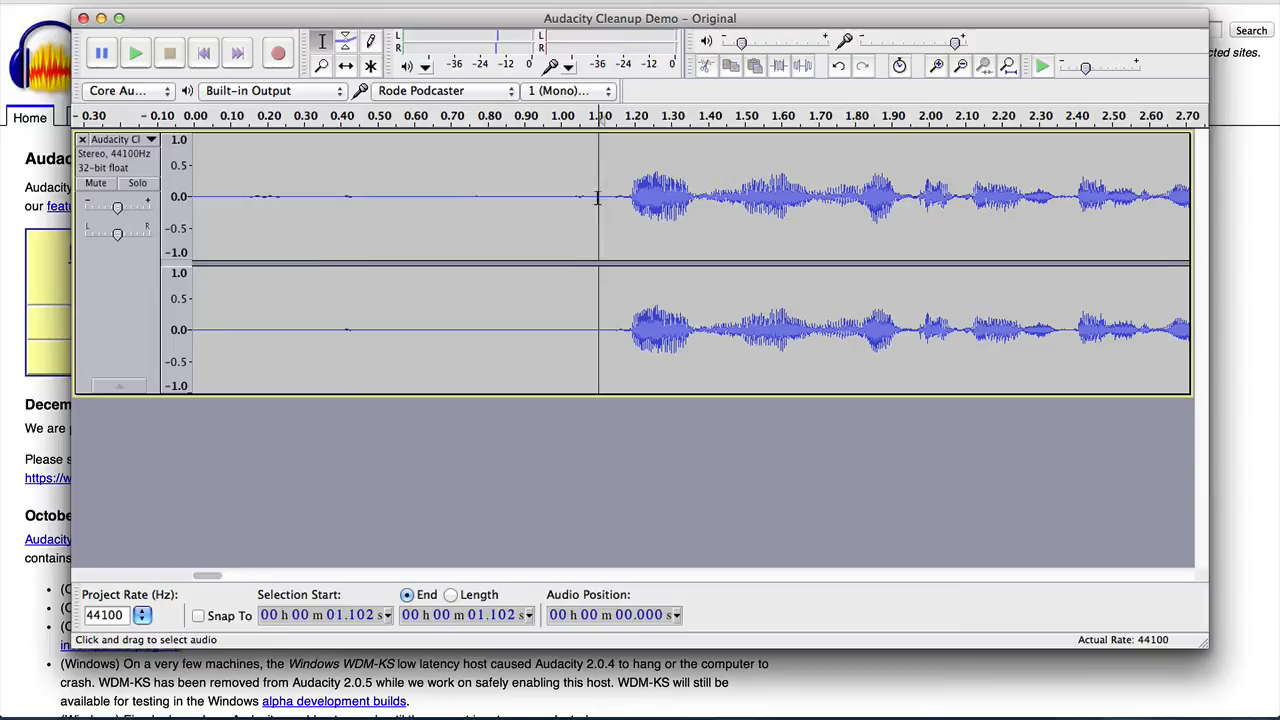 Audacity Cleanup Demo - Original
Search
L
R
-36 -24 -12 0
L
R
-36 -24 -12 0
cted sites.
Core Au...
Built-in Output
Rode Podcaster
1 (Mono)...
Home
- 0.30 -0.10 0.00 0.10 0.20 0.30 0.40 0.50 0.60 0.70 0.80 0.90 1.00 1.10 1.20 1.30 1.40 1.50 1.60 1.70 1.80 1.90 2.00 2.10 2.20 2.30 2.40 2.50 2.60 2.70
Audacity Cl
Stereo, 44100Hz
32-bit float
Mute Solo
- +
L R
1.0
0.5
0.0
-0.5
-1.0
1.0
0.5
0.0
-0.5
-1.0
Audac
Audacity
our featu
Decem
We are p
Please s
https://w
Octobe
Audacity
contains
Project Rate (Hz):
Selection Start:
End
Length
Audio Position:
44100
Snap To
00 h 00 m 01.102 s
00 h 00 m 01.102 s
00 h 00 m 00.000 s
Click and drag to select audio
Actual Rate: 44100
• (Windows) On a very few machines, the Windows WDM-KS low latency host caused Audacity 2.0.4 to hang or the computer to
crash. WDM-KS has been removed from Audacity 2.0.5 while we work on safely enabling this host. WDM-KS will still be
available for testing in the Windows alpha development builds.